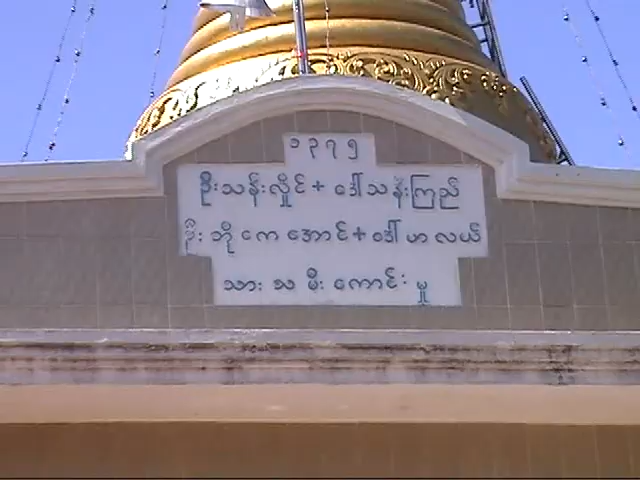 ၁၃၇၅
ဦးသန်းလှိုင် + ဒေါ်သန်းကြည်
ဦးဘိုကေအောင် + ဒေါ်ဟာလယ်
သားသမီးကောင်းမှု